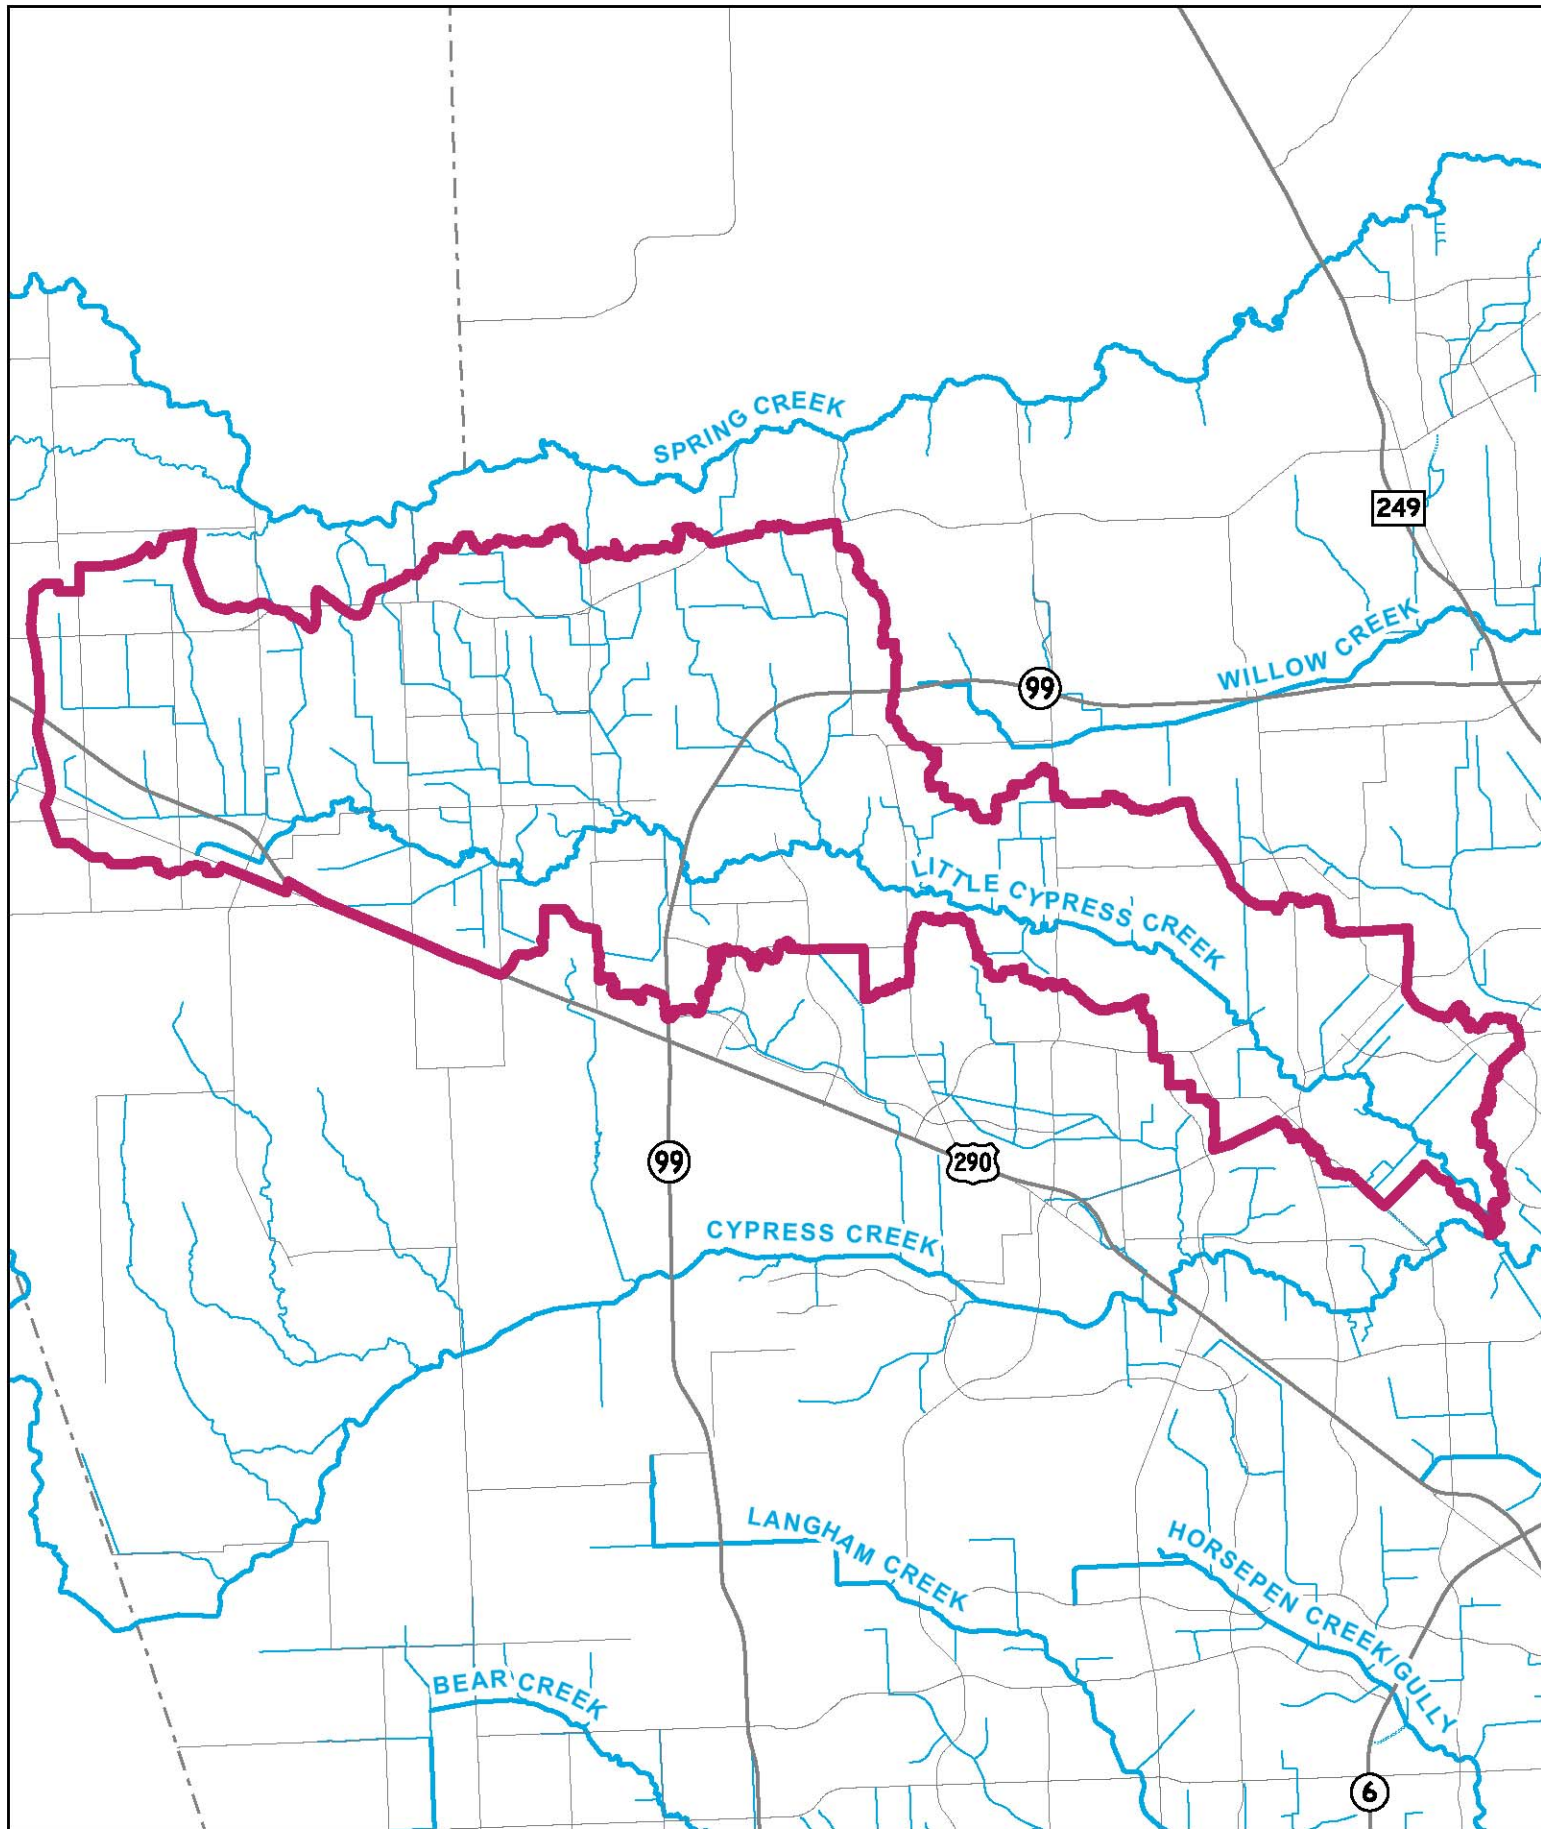 SPRING CREEK
249
WILLOW CREEK
99
LITTLE CYPRESS CREEK
99
290
CYPRESS CREEK
LANGHAM CREEK
HORSEPEN CREEK/GULLY
BEAR CREEK
6